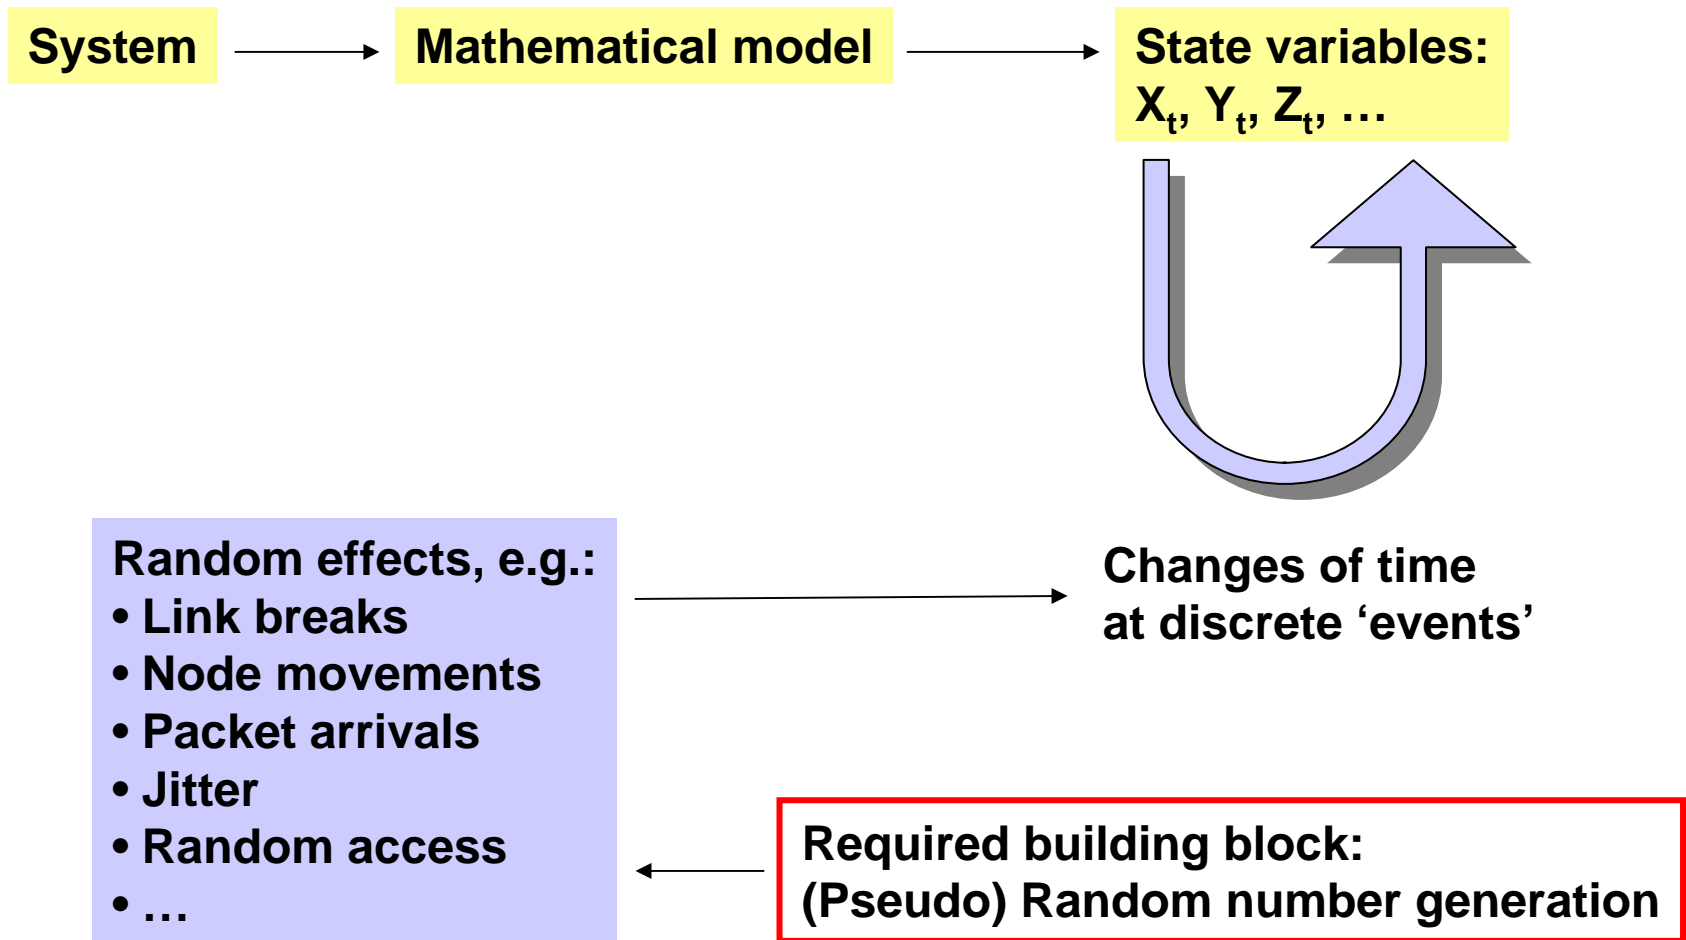 System
Mathematical model
State variables:
Xt, Yt, Zt, …
Random effects, e.g.:
• Link breaks
• Node movements
• Packet arrivals
• Jitter
• Random access
• …
Changes of time
at discrete ‘events’
Required building block:
(Pseudo) Random number generation